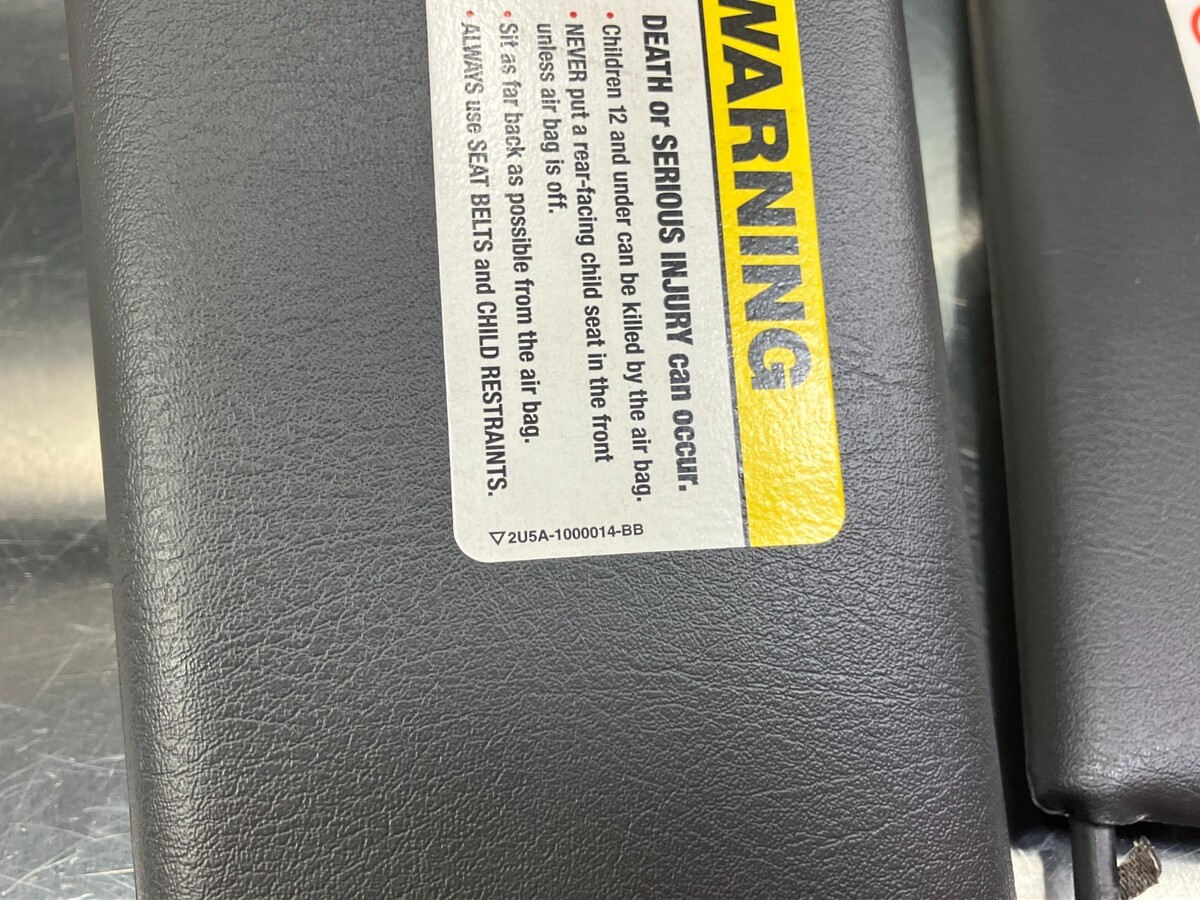 WARNING
DEATH or SERIOUS INJURY can occur.
• Children 12 and under can be killed by the air bag.
• NEVER put a rear-facing child seat in the front
unless air bag is off.
• Sit as far back as possible from the air bag.
• ALWAYS use SEAT BELTS and CHILD RESTRAINTS.
▽2U5A-1000014-BB